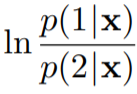 ln p(1|x) / p(2|x)